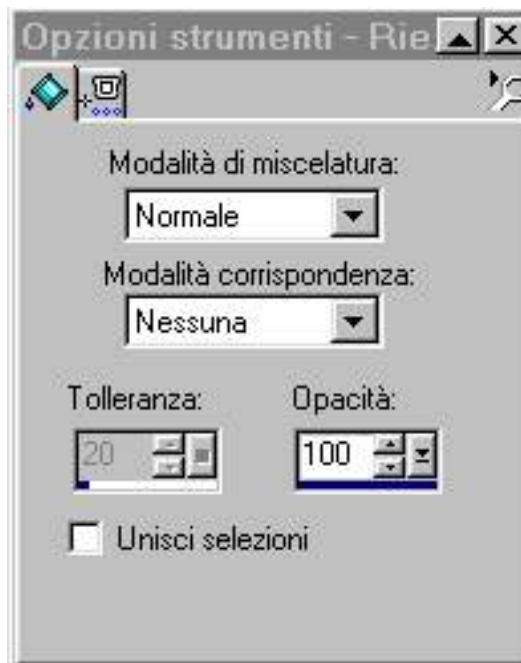 Opzioni strumenti - Rie
Modalità di miscelatura:
Normale
Modalità corrispondenza:
Nessuna
Tolleranza: Opacità:
20 100
Unisci selezioni